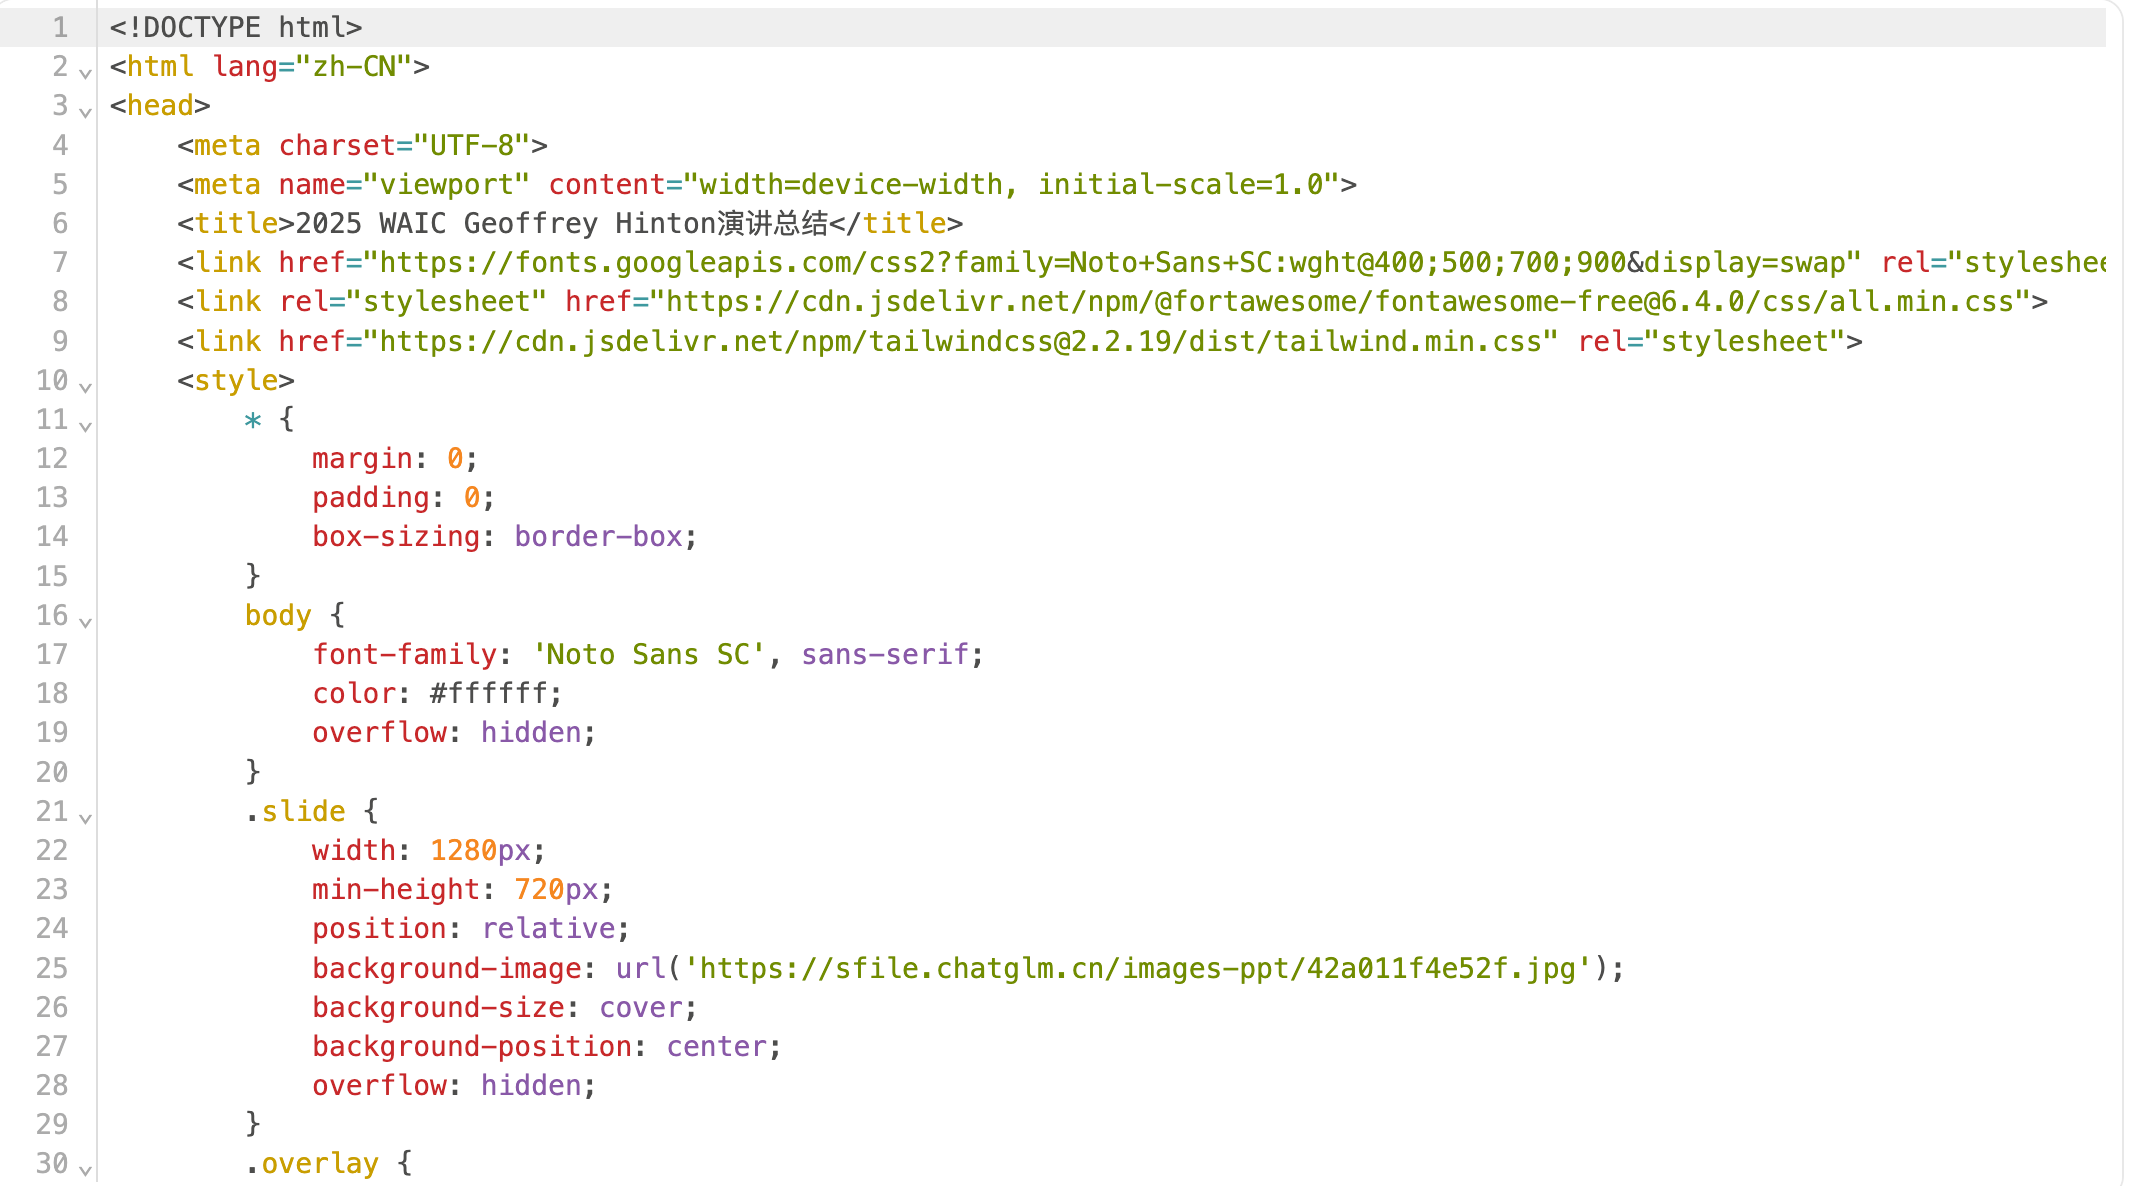 1 <!DOCTYPE html>
2 <html lang="zh-CN">
3 <head>
4     <meta charset="UTF-8">
5     <meta name="viewport" content="width=device-width, initial-scale=1.0">
6     <title>2025 WAIC Geoffrey Hinton演讲总结</title>
7     <link href="https://fonts.googleapis.com/css2?family=Noto+Sans+SC:wght@400;500;700;900&display=swap" rel="styleshee
8     <link rel="stylesheet" href="https://cdn.jsdelivr.net/npm/@fortawesome/fontawesome-free@6.4.0/css/all.min.css">
9     <link href="https://cdn.jsdelivr.net/npm/tailwindcss@2.2.19/dist/tailwind.min.css" rel="stylesheet">
10     <style>
11         * {
12             margin: 0;
13             padding: 0;
14             box-sizing: border-box;
15         }
16         body {
17             font-family: 'Noto Sans SC', sans-serif;
18             color: #ffffff;
19             overflow: hidden;
20         }
21         .slide {
22             width: 1280px;
23             min-height: 720px;
24             position: relative;
25             background-image: url('https://sfile.chatglm.cn/images-ppt/42a011f4e52f.jpg');
26             background-size: cover;
27             background-position: center;
28             overflow: hidden;
29         }
30         .overlay {